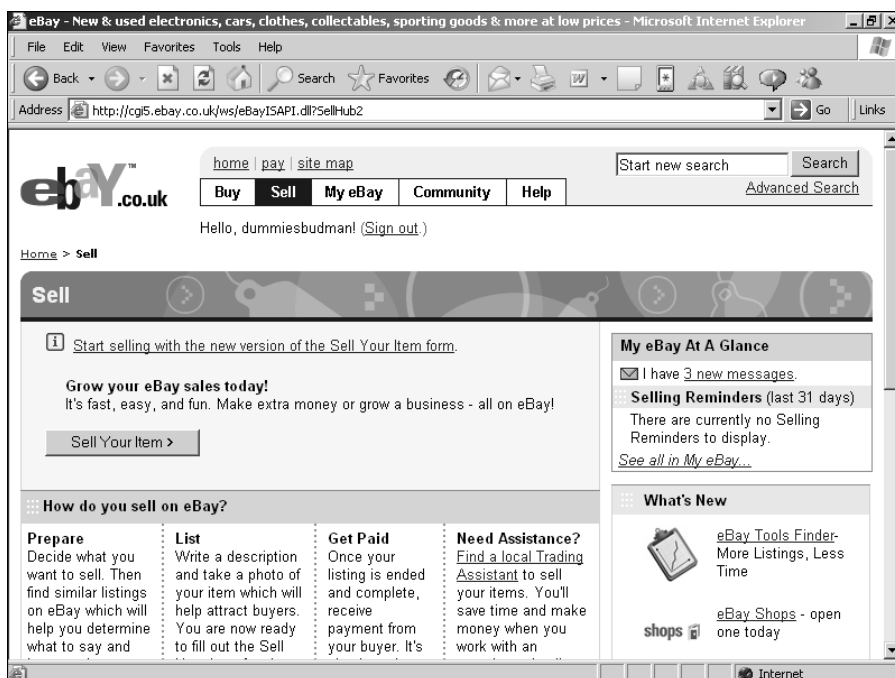 eBay - New & used electronics, cars, clothes, collectables, sporting goods & more at low prices - Microsoft Internet Explorer
File Edit View Favorites Tools Help
Back Search Favorites
Address http://cgi5.ebay.co.uk/ws/eBayISAPI.dll?SellHub2 Go Links
ebaY™.co.uk
home | pay | site map
Start new search Search
Buy Sell My eBay Community Help
Advanced Search
Hello, dummiesbudman! (Sign out.)
Home > Sell
Sell
Start selling with the new version of the Sell Your Item form.
Grow your eBay sales today!
It's fast, easy, and fun. Make extra money or grow a business - all on eBay!
Sell Your Item >
My eBay At A Glance
I have 3 new messages.
Selling Reminders (last 31 days)
There are currently no Selling
Reminders to display.
See all in My eBay...
How do you sell on eBay?
Prepare
Decide what you
want to sell. Then
find similar listings
on eBay which will
help you determine
what to say and
List
Write a description
and take a photo of
your item which will
help attract buyers.
You are now ready
to fill out the Sell
Get Paid
Once your
listing is ended
and complete,
receive
payment from
your buyer. It's
Need Assistance?
Find a local Trading
Assistant to sell
your items. You'll
save time and make
money when you
work with an
What's New
eBay Tools Finder-
More Listings, Less
Time
shops
eBay Shops - open
one today
Internet